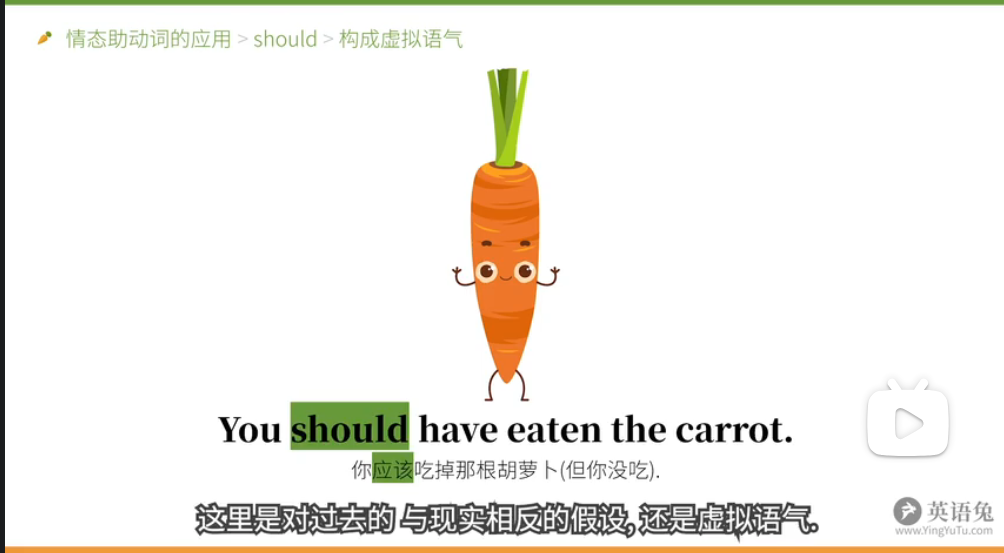 情态助动词的应用 > should > 构成虚拟语气
You should have eaten the carrot.
你应该吃掉那根胡萝卜(但你没吃).
这里是对过去的 与现实相反的假设, 还是虚拟语气.
英语兔
www.YingYuTu.com